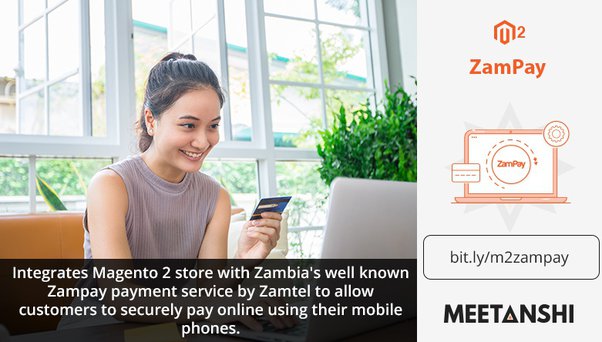 Integrates Magento 2 store with Zambia's well known
Zampay payment service by Zamtel to allow
customers to securely pay online using their mobile
phones.
2
ZamPay
ZamPay
bit.ly/m2zampay
MEETANSHI